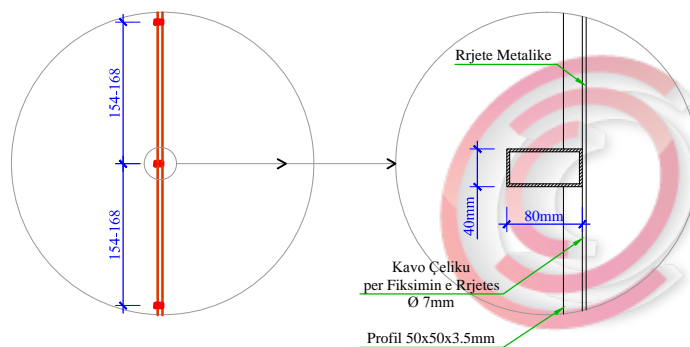 154-168
154-168
Rrjete Metalike
40mm
80mm
Kavo Çeliku
per Fiksimin e Rrjetes
Ø 7mm
Profil 50x50x3.5mm